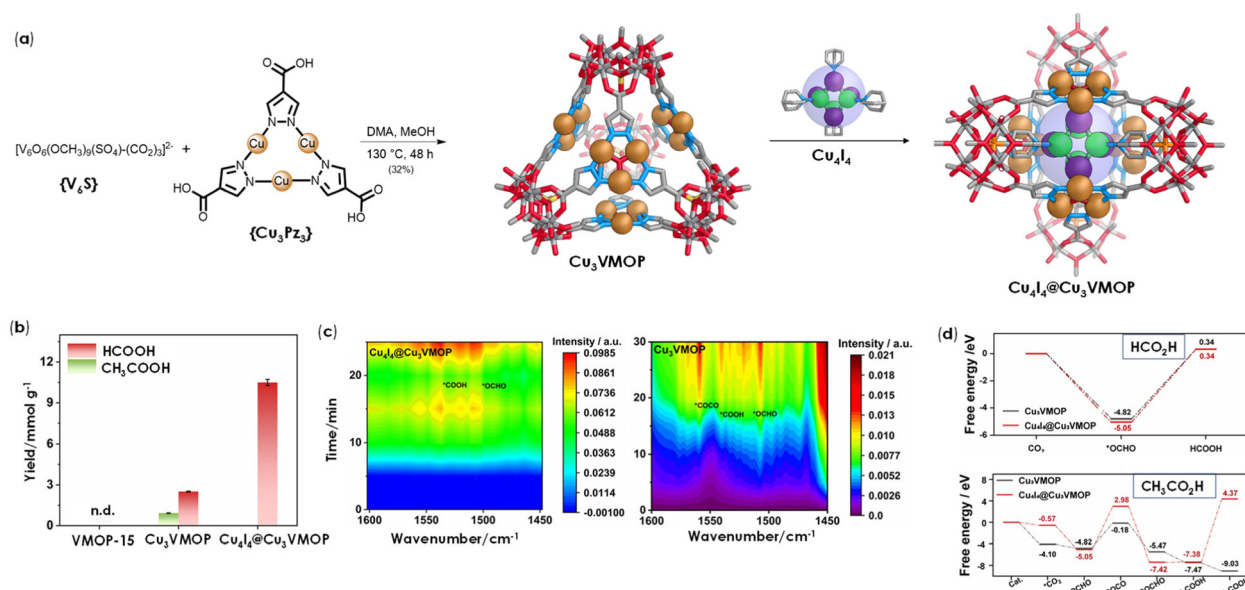 (a)
[V₆O₆(OCH₃)₉(SO₄)-(CO₂)₃]²⁻
{V₆S}
+
O
OH
N N
Cu Cu
N N
N Cu N
HO
O
O
OH
{Cu₃Pz₃}
DMA, MeOH
130 °C, 48 h
(32%)
Cu₃VMOP
Cu₄I₄
Cu₄I₄@Cu₃VMOP
(b)
Yield/mmol g⁻¹
12
9
6
3
0
HCOOH
CH₃COOH
n.d.
VMOP-15 Cu₃VMOP Cu₄I₄@Cu₃VMOP
(c)
Time/min
20
10
0
Cu₄I₄@Cu₃VMOP
*COOH *OCHO
1600 1550 1500 1450
Wavenumber/cm⁻¹
Intensity / a.u.
0.0985
0.0861
0.0736
0.0612
0.0488
0.0363
0.0239
0.0114
-0.00100
30
20
10
0
Cu₃VMOP
*COCO *COOH *OCHO
1600 1550 1500 1450
Wavenumber/cm⁻¹
Intensity / a.u.
0.021
0.018
0.016
0.013
0.010
0.0078
0.0052
0.0026
0.0
(d)
Free energy /eV
0
-2
-4
-6
HCO₂H
0.34
0.34
-4.82
-5.05
Cu₃VMOP
Cu₄I₄@Cu₃VMOP
CO₂ *OCHO HCOOH
Free energy / eV
4
0
-4
-8
Cu₃VMOP
Cu₄I₄@Cu₃VMOP
CH₃CO₂H
4.37
2.98
-0.57
-0.18
-4.10
-4.82
-5.05
-5.47
-7.42
-7.38
-7.47
-9.03
Cat. *CO₂